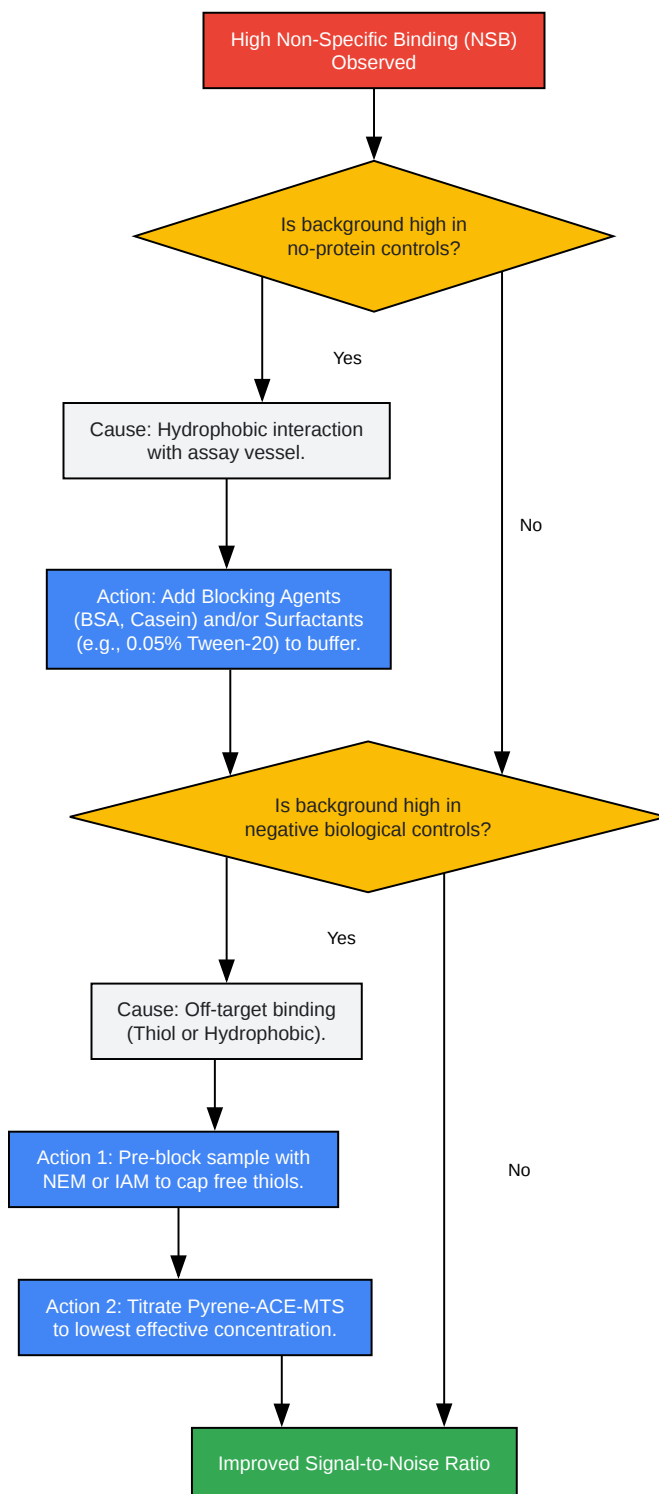 High Non-Specific Binding (NSB)
Observed
Is background high in
no-protein controls?
Yes
Cause: Hydrophobic interaction
with assay vessel.
No
Action: Add Blocking Agents
(BSA, Casein) and/or Surfactants
(e.g., 0.05% Tween-20) to buffer.
Is background high in
negative biological controls?
Yes
Cause: Off-target binding
(Thiol or Hydrophobic).
Action 1: Pre-block sample with
NEM or IAM to cap free thiols.
No
Action 2: Titrate Pyrene-ACE-MTS
to lowest effective concentration.
Improved Signal-to-Noise Ratio